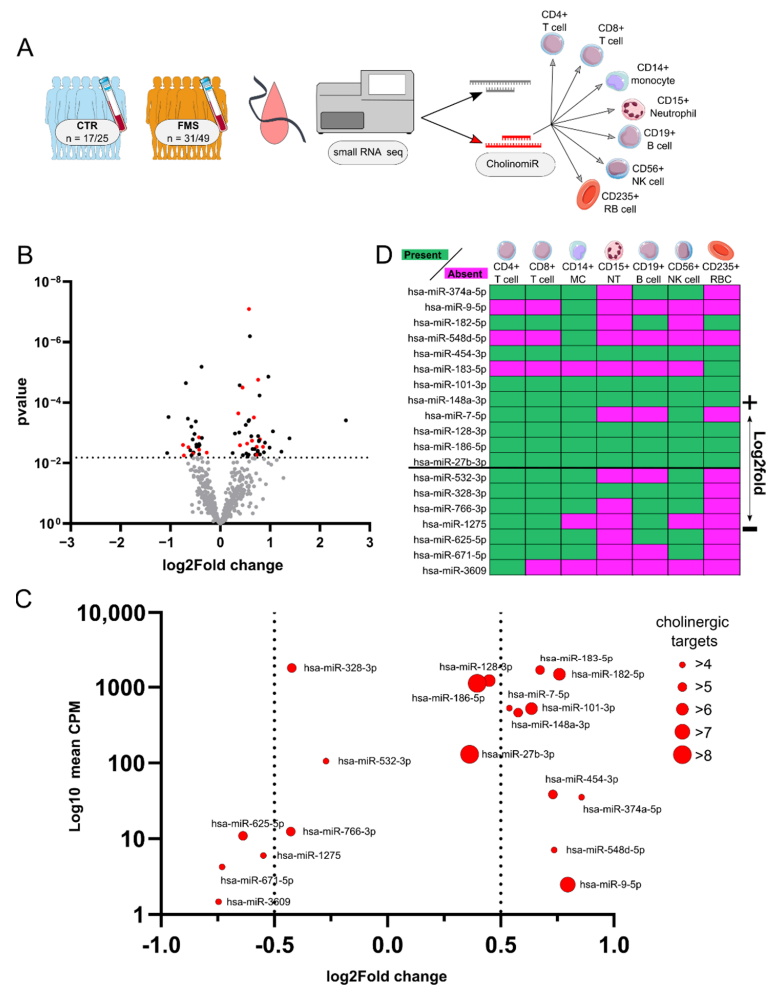 A
CTR
n = 17/25
FMS
n = 31/49
small RNA seq
CholinomiR
CD4+
T cell
CD8+
T cell
CD14+
monocyte
CD15+
Neutrophil
CD19+
B cell
CD56+
NK cell
CD235+
RB cell
B
10⁻⁸
10⁻⁶
10⁻⁴
10⁻²
10⁰
pvalue
−3
−2
−1
0
1
2
3
log2Fold change
D
Present
Absent
CD4+
T cell
CD8+
T cell
CD14+
MC
CD15+
NT
CD19+
B cell
CD56+
NK cell
CD235+
RBC
hsa-miR-374a-5p
hsa-miR-9-5p
hsa-miR-182-5p
hsa-miR-548d-5p
hsa-miR-454-3p
hsa-miR-183-5p
hsa-miR-101-3p
hsa-miR-148a-3p
hsa-miR-7-5p
hsa-miR-128-3p
hsa-miR-186-5p
hsa-miR-27b-3p
hsa-miR-532-3p
hsa-miR-328-3p
hsa-miR-766-3p
hsa-miR-1275
hsa-miR-625-5p
hsa-miR-671-5p
hsa-miR-3609
+
Log2fold
−
C
10,000
1000
100
10
1
Log10 mean CPM
hsa-miR-328-3p
hsa-miR-128-3p
hsa-miR-186-5p
hsa-miR-183-5p
hsa-miR-182-5p
hsa-miR-7-5p
hsa-miR-101-3p
hsa-miR-148a-3p
hsa-miR-532-3p
hsa-miR-27b-3p
hsa-miR-454-3p
hsa-miR-374a-5p
hsa-miR-625-5p
hsa-miR-766-3p
hsa-miR-1275
hsa-miR-548d-5p
hsa-miR-671-5p
hsa-miR-9-5p
hsa-miR-3609
cholinergic
targets
>4
>5
>6
>7
>8
-1.0
-0.5
0.0
0.5
1.0
log2Fold change